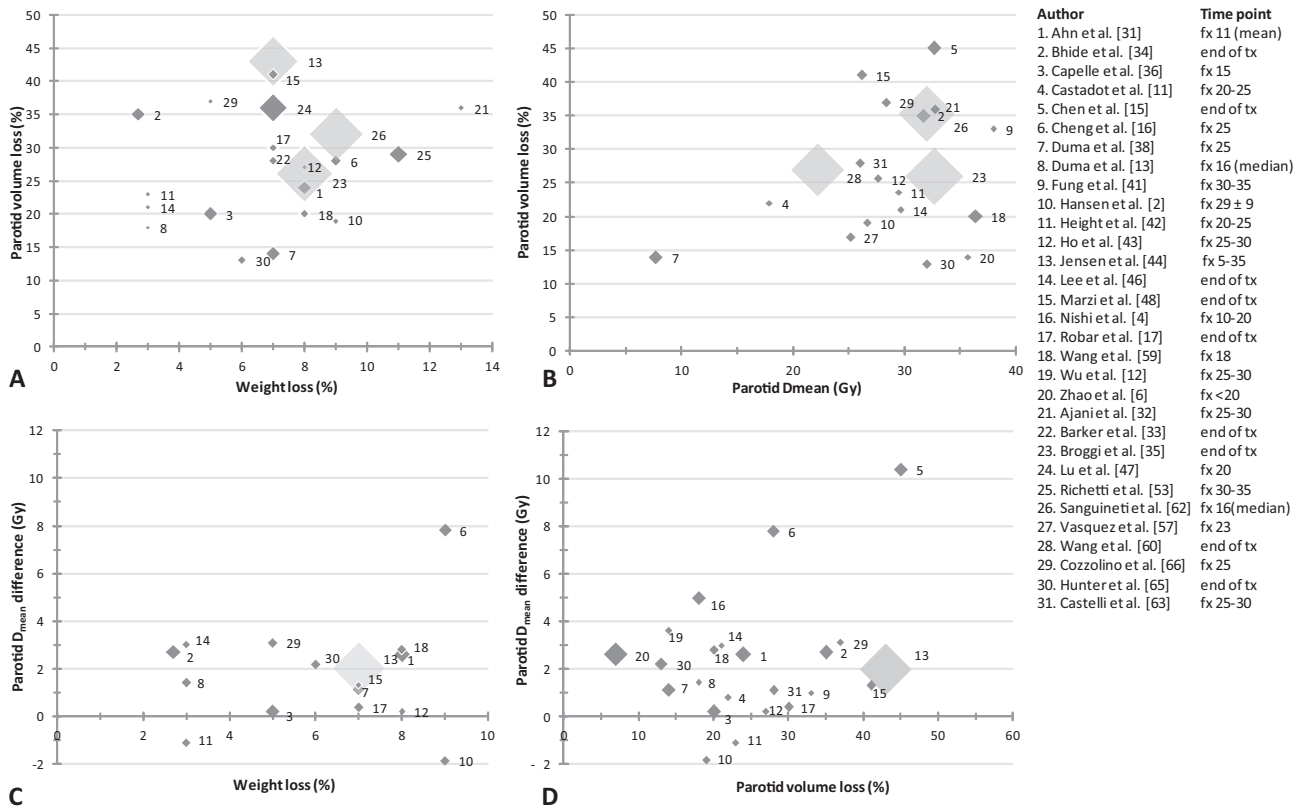 50
45
40
35
30
25
20
15
10
5
0
0 2 4 6 8 10 12 14
Parotid volume loss (%)
Weight loss (%)
13
15
29
24
21
2
26
17
22
12
6
25
23
1
11
14
8
3
18
10
7
30
A
50
45
40
35
30
25
20
15
10
5
0
0 10 20 30 40
Parotid volume loss (%)
Parotid Dmean (Gy)
5
15
29
21
2
26
9
31
28
12
23
11
4
14
10
18
27
7
30
20
B
12
10
8
6
4
2
0
-2
0 2 4 6 8 10
Parotid Dmean difference (Gy)
Weight loss (%)
6
14
2
29
30
13
18
1
15
7
8
3
17
12
11
10
C
12
10
8
6
4
2
0
- 2
0 10 20 30 40 50 60
Parotid Dmean difference (Gy)
Parotid volume loss (%)
5
6
16
19
14
20
18
1
2
13
30
7
8
4
31
9
15
3
12
17
11
10
D
Author Time point
1. Ahn et al. [31] fx 11 (mean)
2. Bhide et al. [34] end of tx
3. Capelle et al. [36] fx 15
4. Castadot et al. [11] fx 20-25
5. Chen et al. [15] end of tx
6. Cheng et al. [16] fx 25
7. Duma et al. [38] fx 25
8. Duma et al. [13] fx 16 (median)
9. Fung et al. [41] fx 30-35
10. Hansen et al. [2] fx 29 ± 9
11. Height et al. [42] fx 20-25
12. Ho et al. [43] fx 25-30
13. Jensen et al. [44] fx 5-35
14. Lee et al. [46] end of tx
15. Marzi et al. [48] end of tx
16. Nishi et al. [4] fx 10-20
17. Robar et al. [17] end of tx
18. Wang et al. [59] fx 18
19. Wu et al. [12] fx 25-30
20. Zhao et al. [6] fx <20
21. Ajani et al. [32] fx 25-30
22. Barker et al. [33] end of tx
23. Broggi et al. [35] end of tx
24. Lu et al. [47] fx 20
25. Richetti et al. [53] fx 30-35
26. Sanguineti et al. [62] fx 16(median)
27. Vasquez et al. [57] fx 23
28. Wang et al. [60] end of tx
29. Cozzolino et al. [66] fx 25
30. Hunter et al. [65] end of tx
31. Castelli et al. [63] fx 25-30